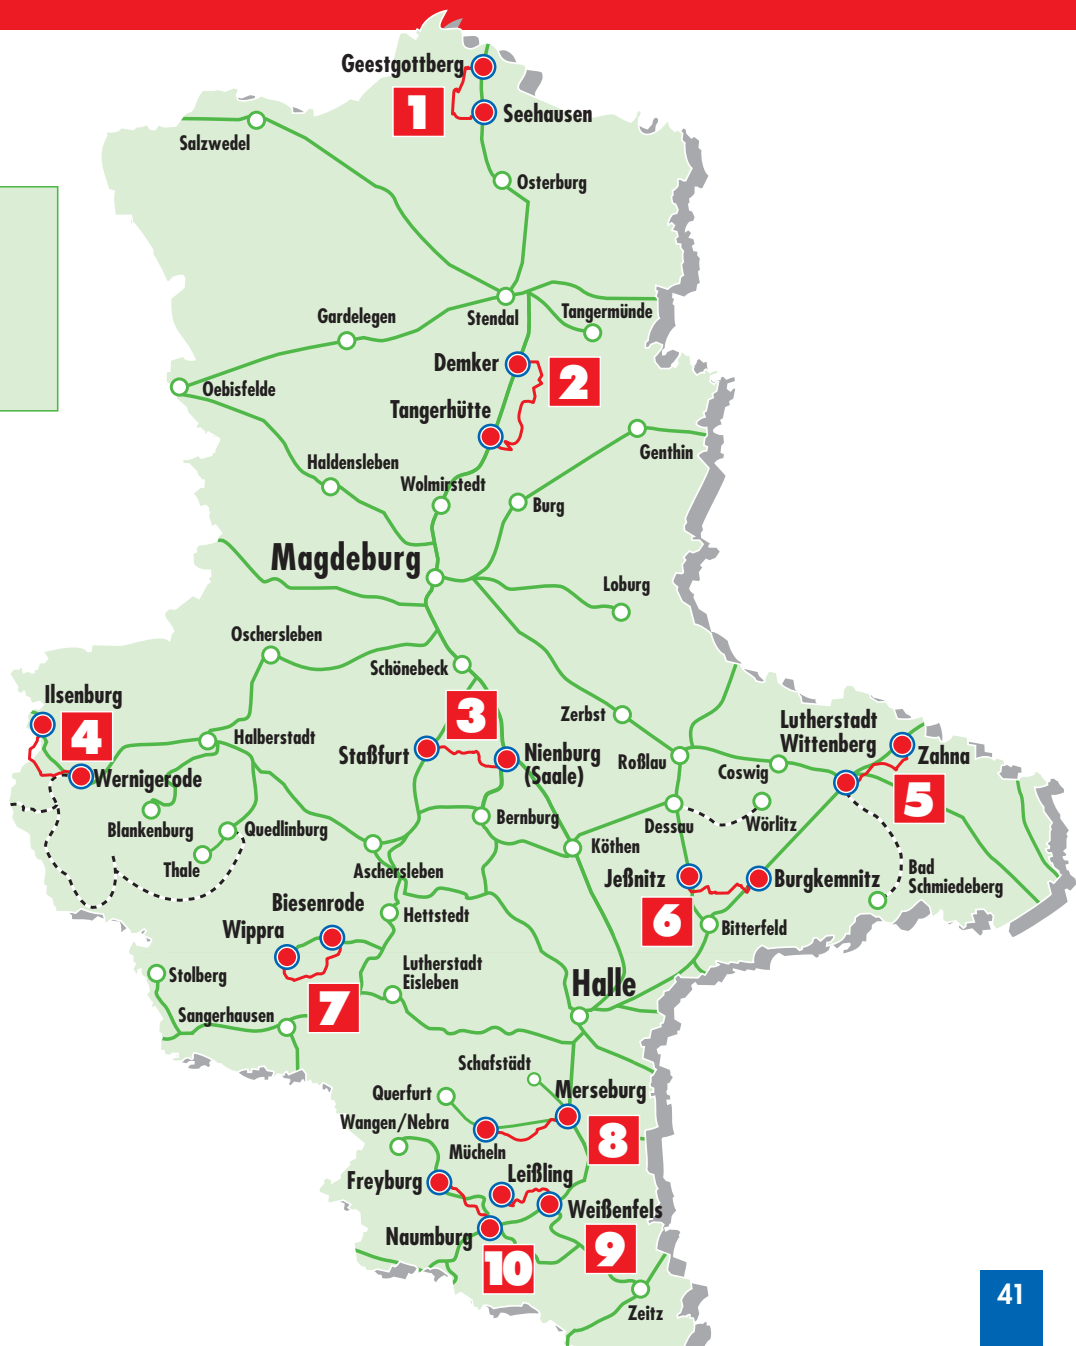 Geestgottberg
1
Seehausen
Salzwedel
Osterburg
Gardelegen
Stendal
Tangermünde
Demker
2
Oebisfelde
Tangerhütte
Genthin
Haldensleben
Wolmirstedt
Burg
Magdeburg
Loburg
Oschersleben
Schönebeck
Ilsenburg
4
3
Zerbst
Lutherstadt
Wittenberg
Halberstadt
Staßfurt
Nienburg
(Saale)
Roßlau
Coswig
Zahna
Wernigerode
5
Blankenburg
Quedlinburg
Bernburg
Dessau
Wörlitz
Thale
Aschersleben
Köthen
Jeßnitz
Burgkemnitz
Bad
Schmiedeberg
Biesenrode
Hettstedt
6
Bitterfeld
Wippra
Stolberg
Lutherstadt
Eisleben
Halle
7
Sangerhausen
Schafstädt
Querfurt
Merseburg
Wangen/Nebra
8
Mücheln
Freyburg
Leißling
Weißenfels
Naumburg
9
10
Zeitz
41